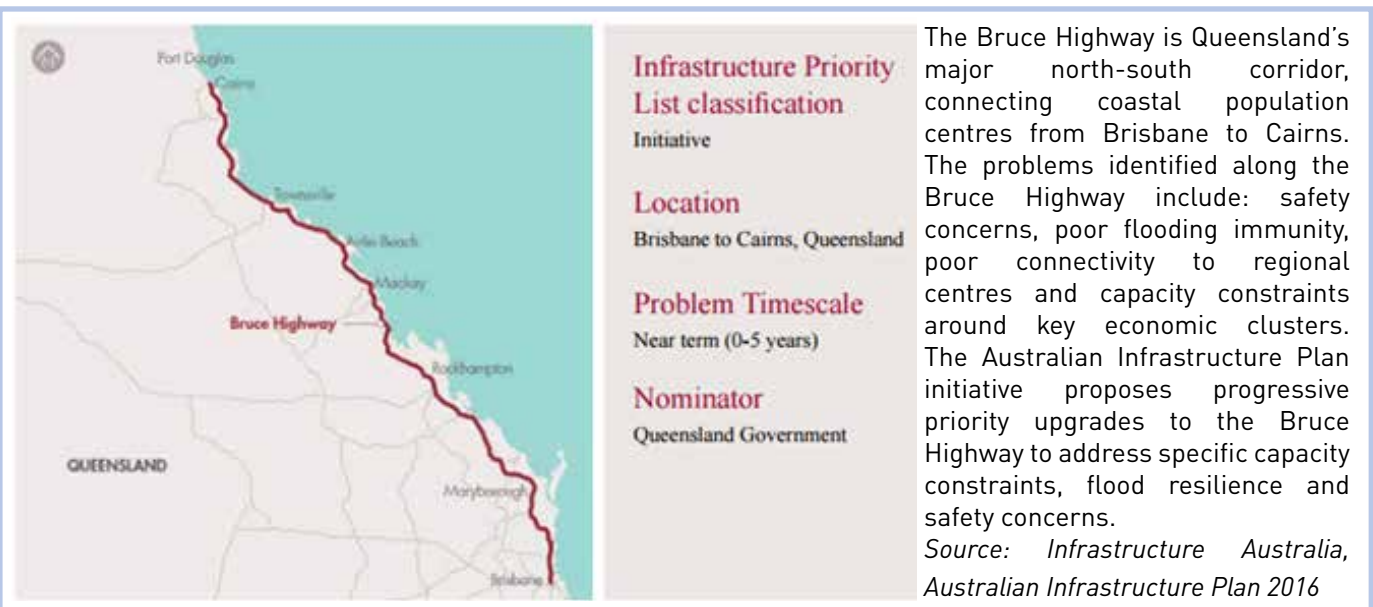 Port Douglas
Cairns
Townsville
Airlie Beach
Mackay
Bruce Highway
Rockhampton
QUEENSLAND
Maryborough
Brisbane
Infrastructure Priority
List classification
Initiative
Location
Brisbane to Cairns, Queensland
Problem Timescale
Near term (0-5 years)
Nominator
Queensland Government
The Bruce Highway is Queensland’s
major north-south corridor,
connecting coastal population
centres from Brisbane to Cairns.
The problems identified along the
Bruce Highway include: safety
concerns, poor flooding immunity,
poor connectivity to regional
centres and capacity constraints
around key economic clusters.
The Australian Infrastructure Plan
initiative proposes progressive
priority upgrades to the Bruce
Highway to address specific capacity
constraints, flood resilience and
safety concerns.
Source: Infrastructure Australia,
Australian Infrastructure Plan 2016